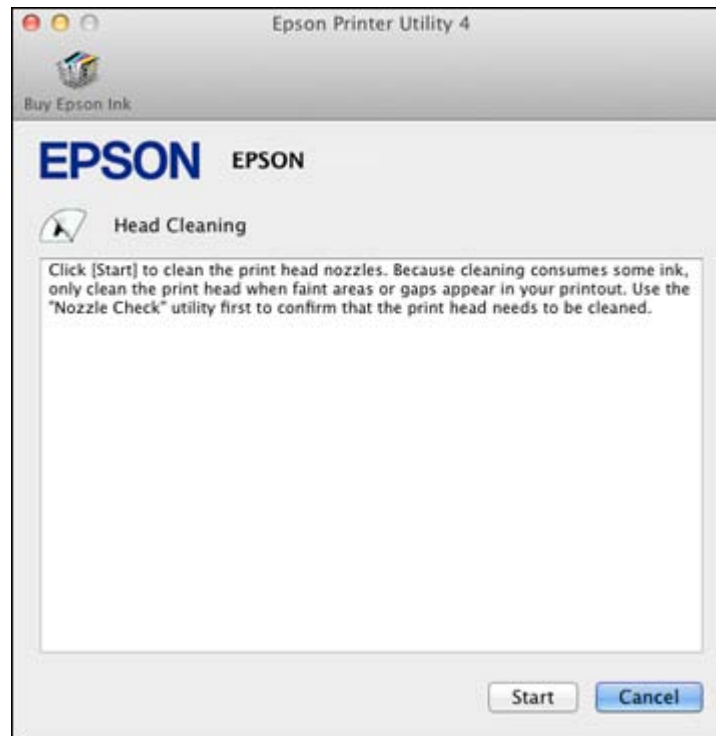 Epson Printer Utility 4
Buy Epson Ink
EPSON EPSON
Head Cleaning
Click [Start] to clean the print head nozzles. Because cleaning consumes some ink,
only clean the print head when faint areas or gaps appear in your printout. Use the
"Nozzle Check" utility first to confirm that the print head needs to be cleaned.
Start Cancel